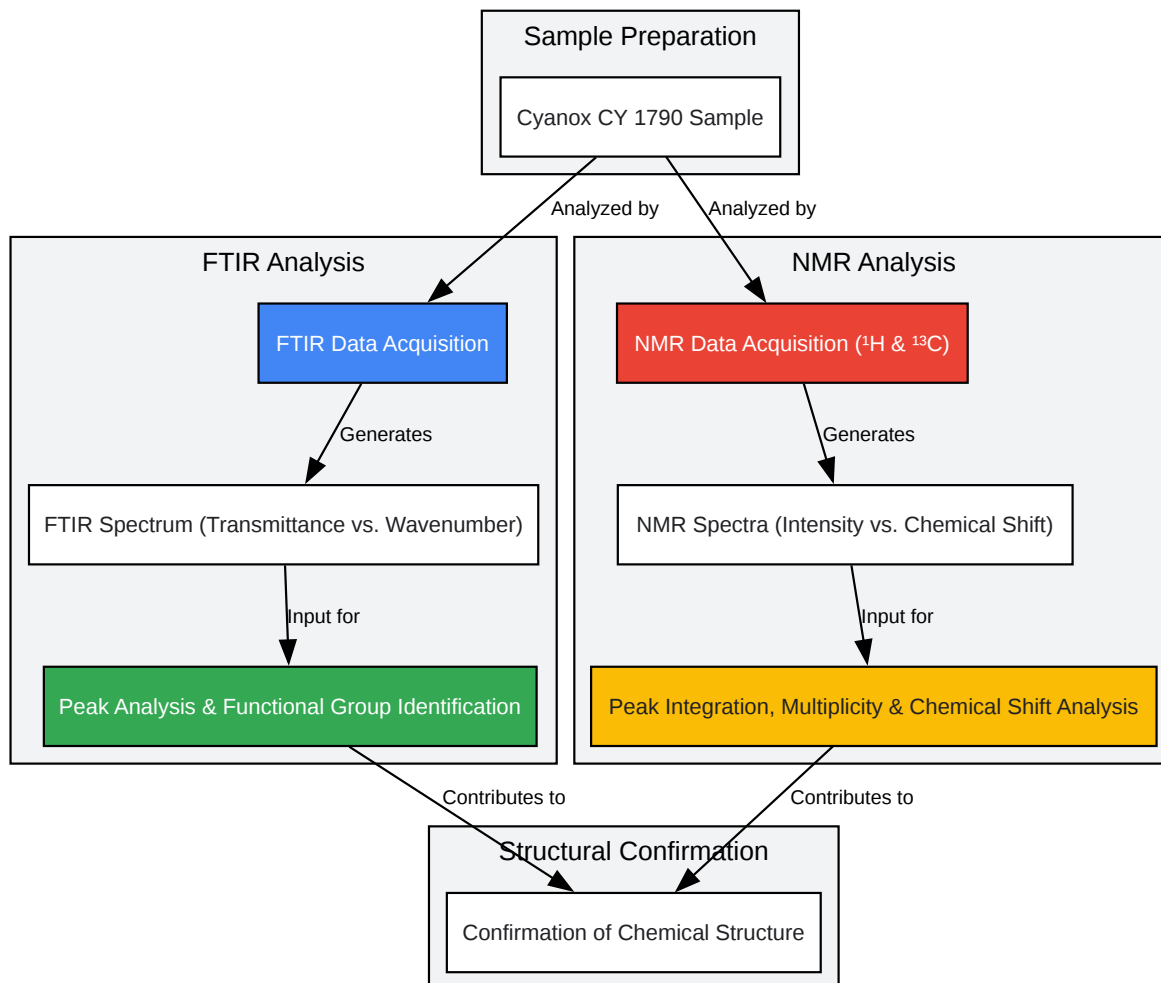 Sample Preparation
Cyanox CY 1790 Sample
Analyzed by
Analyzed by
FTIR Analysis
NMR Analysis
FTIR Data Acquisition
NMR Data Acquisition (¹H & ¹³C)
Generates
Generates
FTIR Spectrum (Transmittance vs. Wavenumber)
NMR Spectra (Intensity vs. Chemical Shift)
Input for
Input for
Peak Analysis & Functional Group Identification
Peak Integration, Multiplicity & Chemical Shift Analysis
Contributes to
Contributes to
Structural Confirmation
Confirmation of Chemical Structure